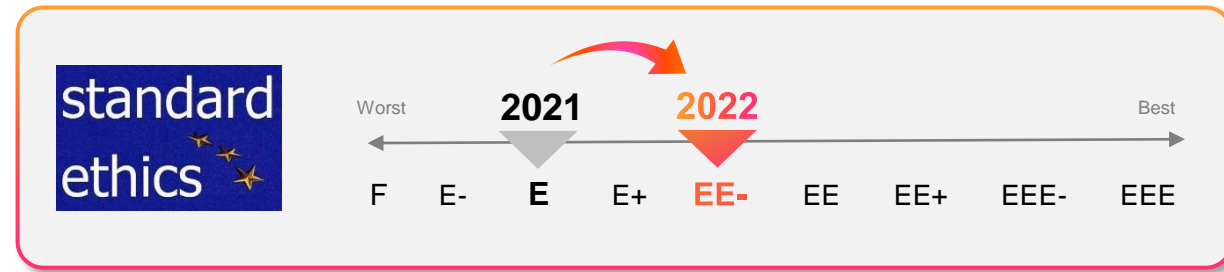 standard
ethics
Worst
2021
2022
Best
F E- E E+ EE- EE EE+ EEE- EEE